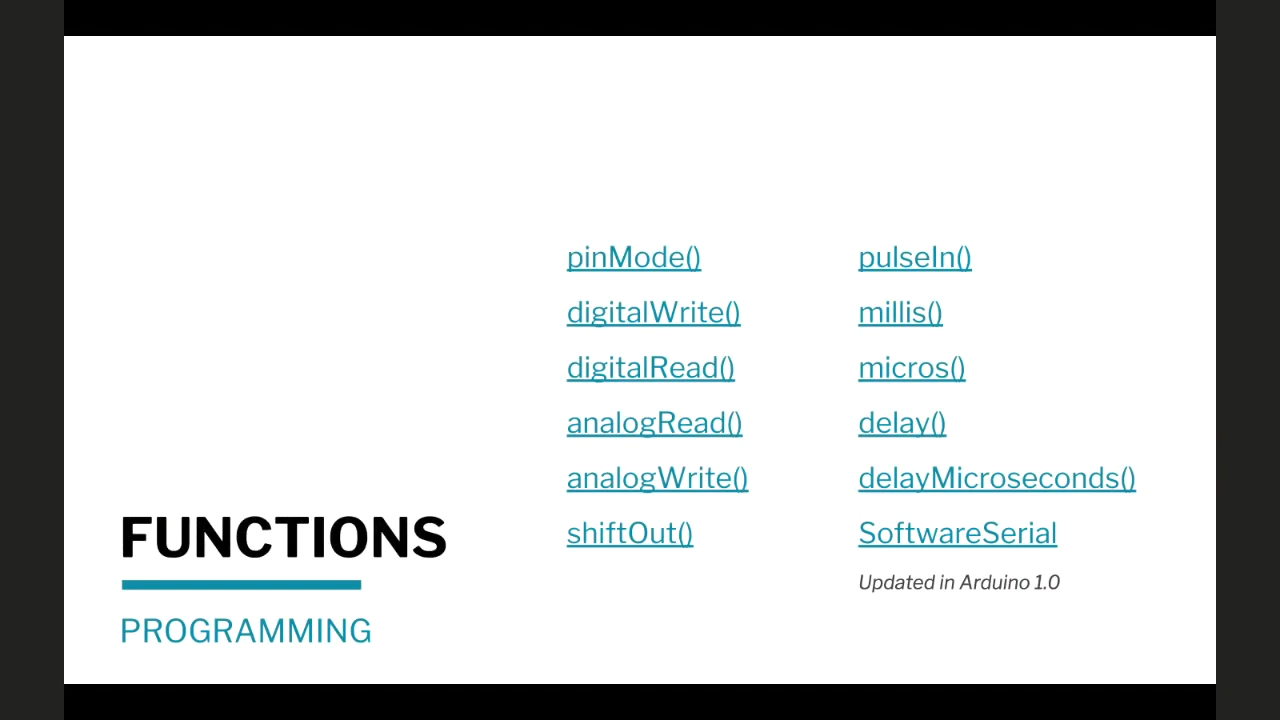 FUNCTIONS
PROGRAMMING
pinMode()
digitalWrite()
digitalRead()
analogRead()
analogWrite()
shiftOut()
pulseIn()
millis()
micros()
delay()
delayMicroseconds()
SoftwareSerial
Updated in Arduino 1.0